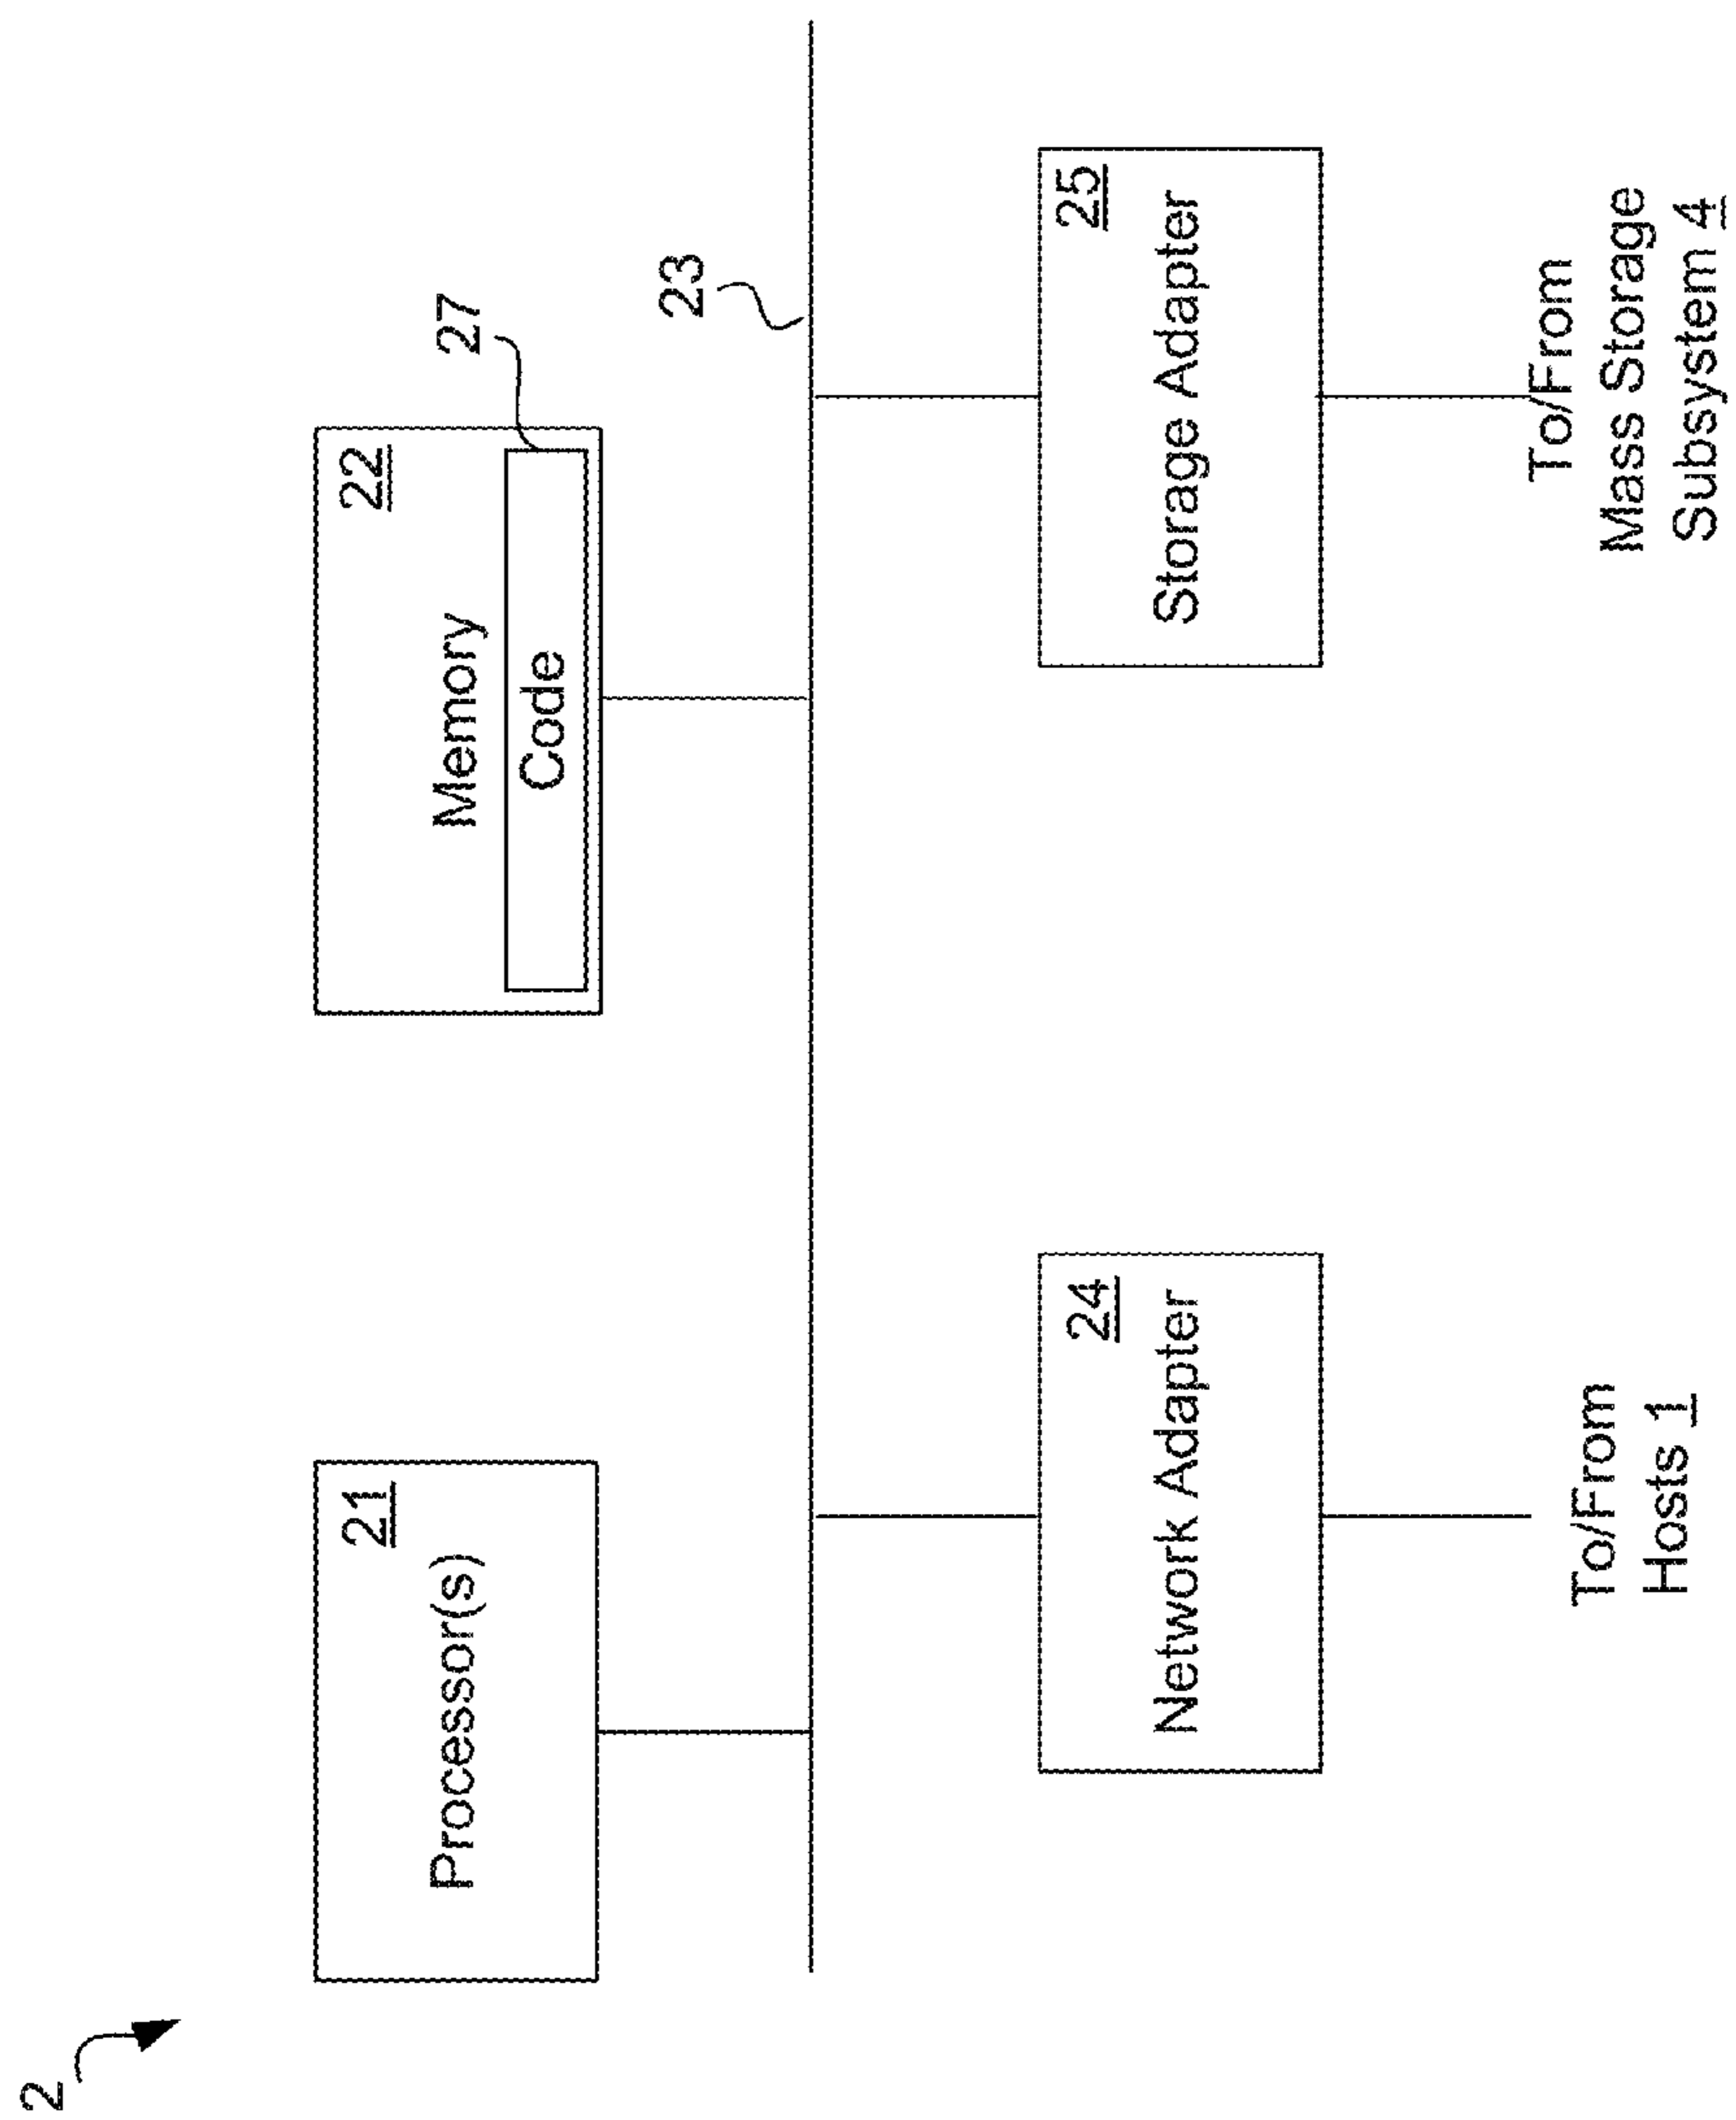 2
21
Processor(s)
22
Memory
Code
27
23
24
Network Adapter
25
Storage Adapter
To/From
Hosts 1
To/From
Mass Storage
Subsystem 4